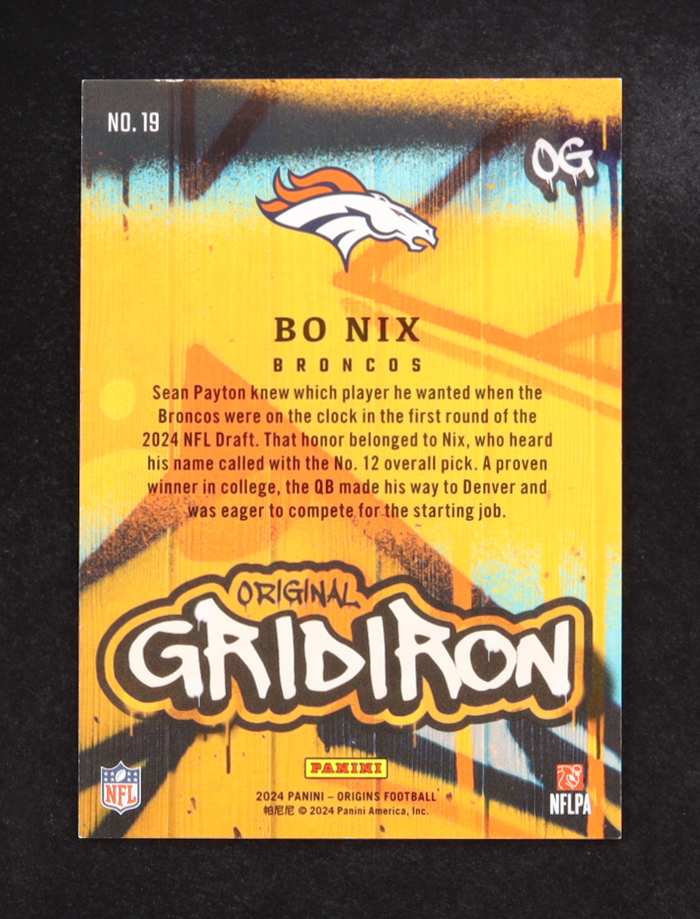 NO. 19
OG
BO NIX
BRONCOS
Sean Payton knew which player he wanted when the
Broncos were on the clock in the first round of the
2024 NFL Draft. That honor belonged to Nix, who heard
his name called with the No. 12 overall pick. A proven
winner in college, the QB made his way to Denver and
was eager to compete for the starting job.
ORIGINAL
GRIDIRON
PANINI
NFL
2024 PANINI – ORIGINS FOOTBALL
帕尼尼 © 2024 Panini America, Inc.
NFLPA